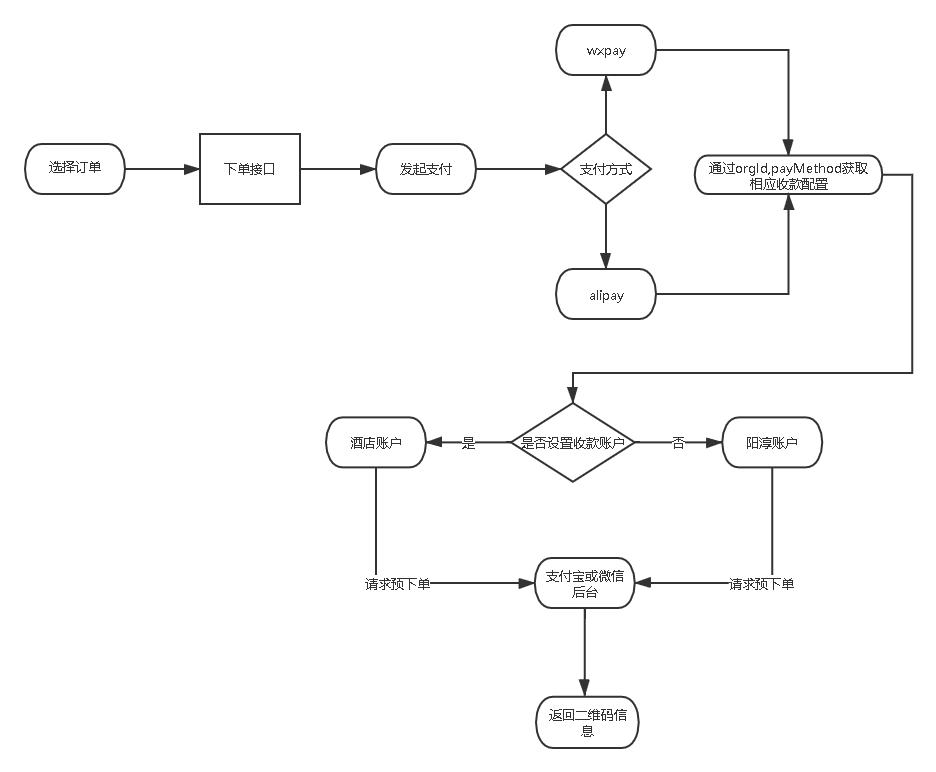 wxpay
选择订单
下单接口
发起支付
支付方式
通过orgId,payMethod获取
相应收款配置
alipay
酒店账户
是
是否设置收款账户
否
阳淳账户
请求预下单
支付宝或微信
后台
请求预下单
返回二维码信
息